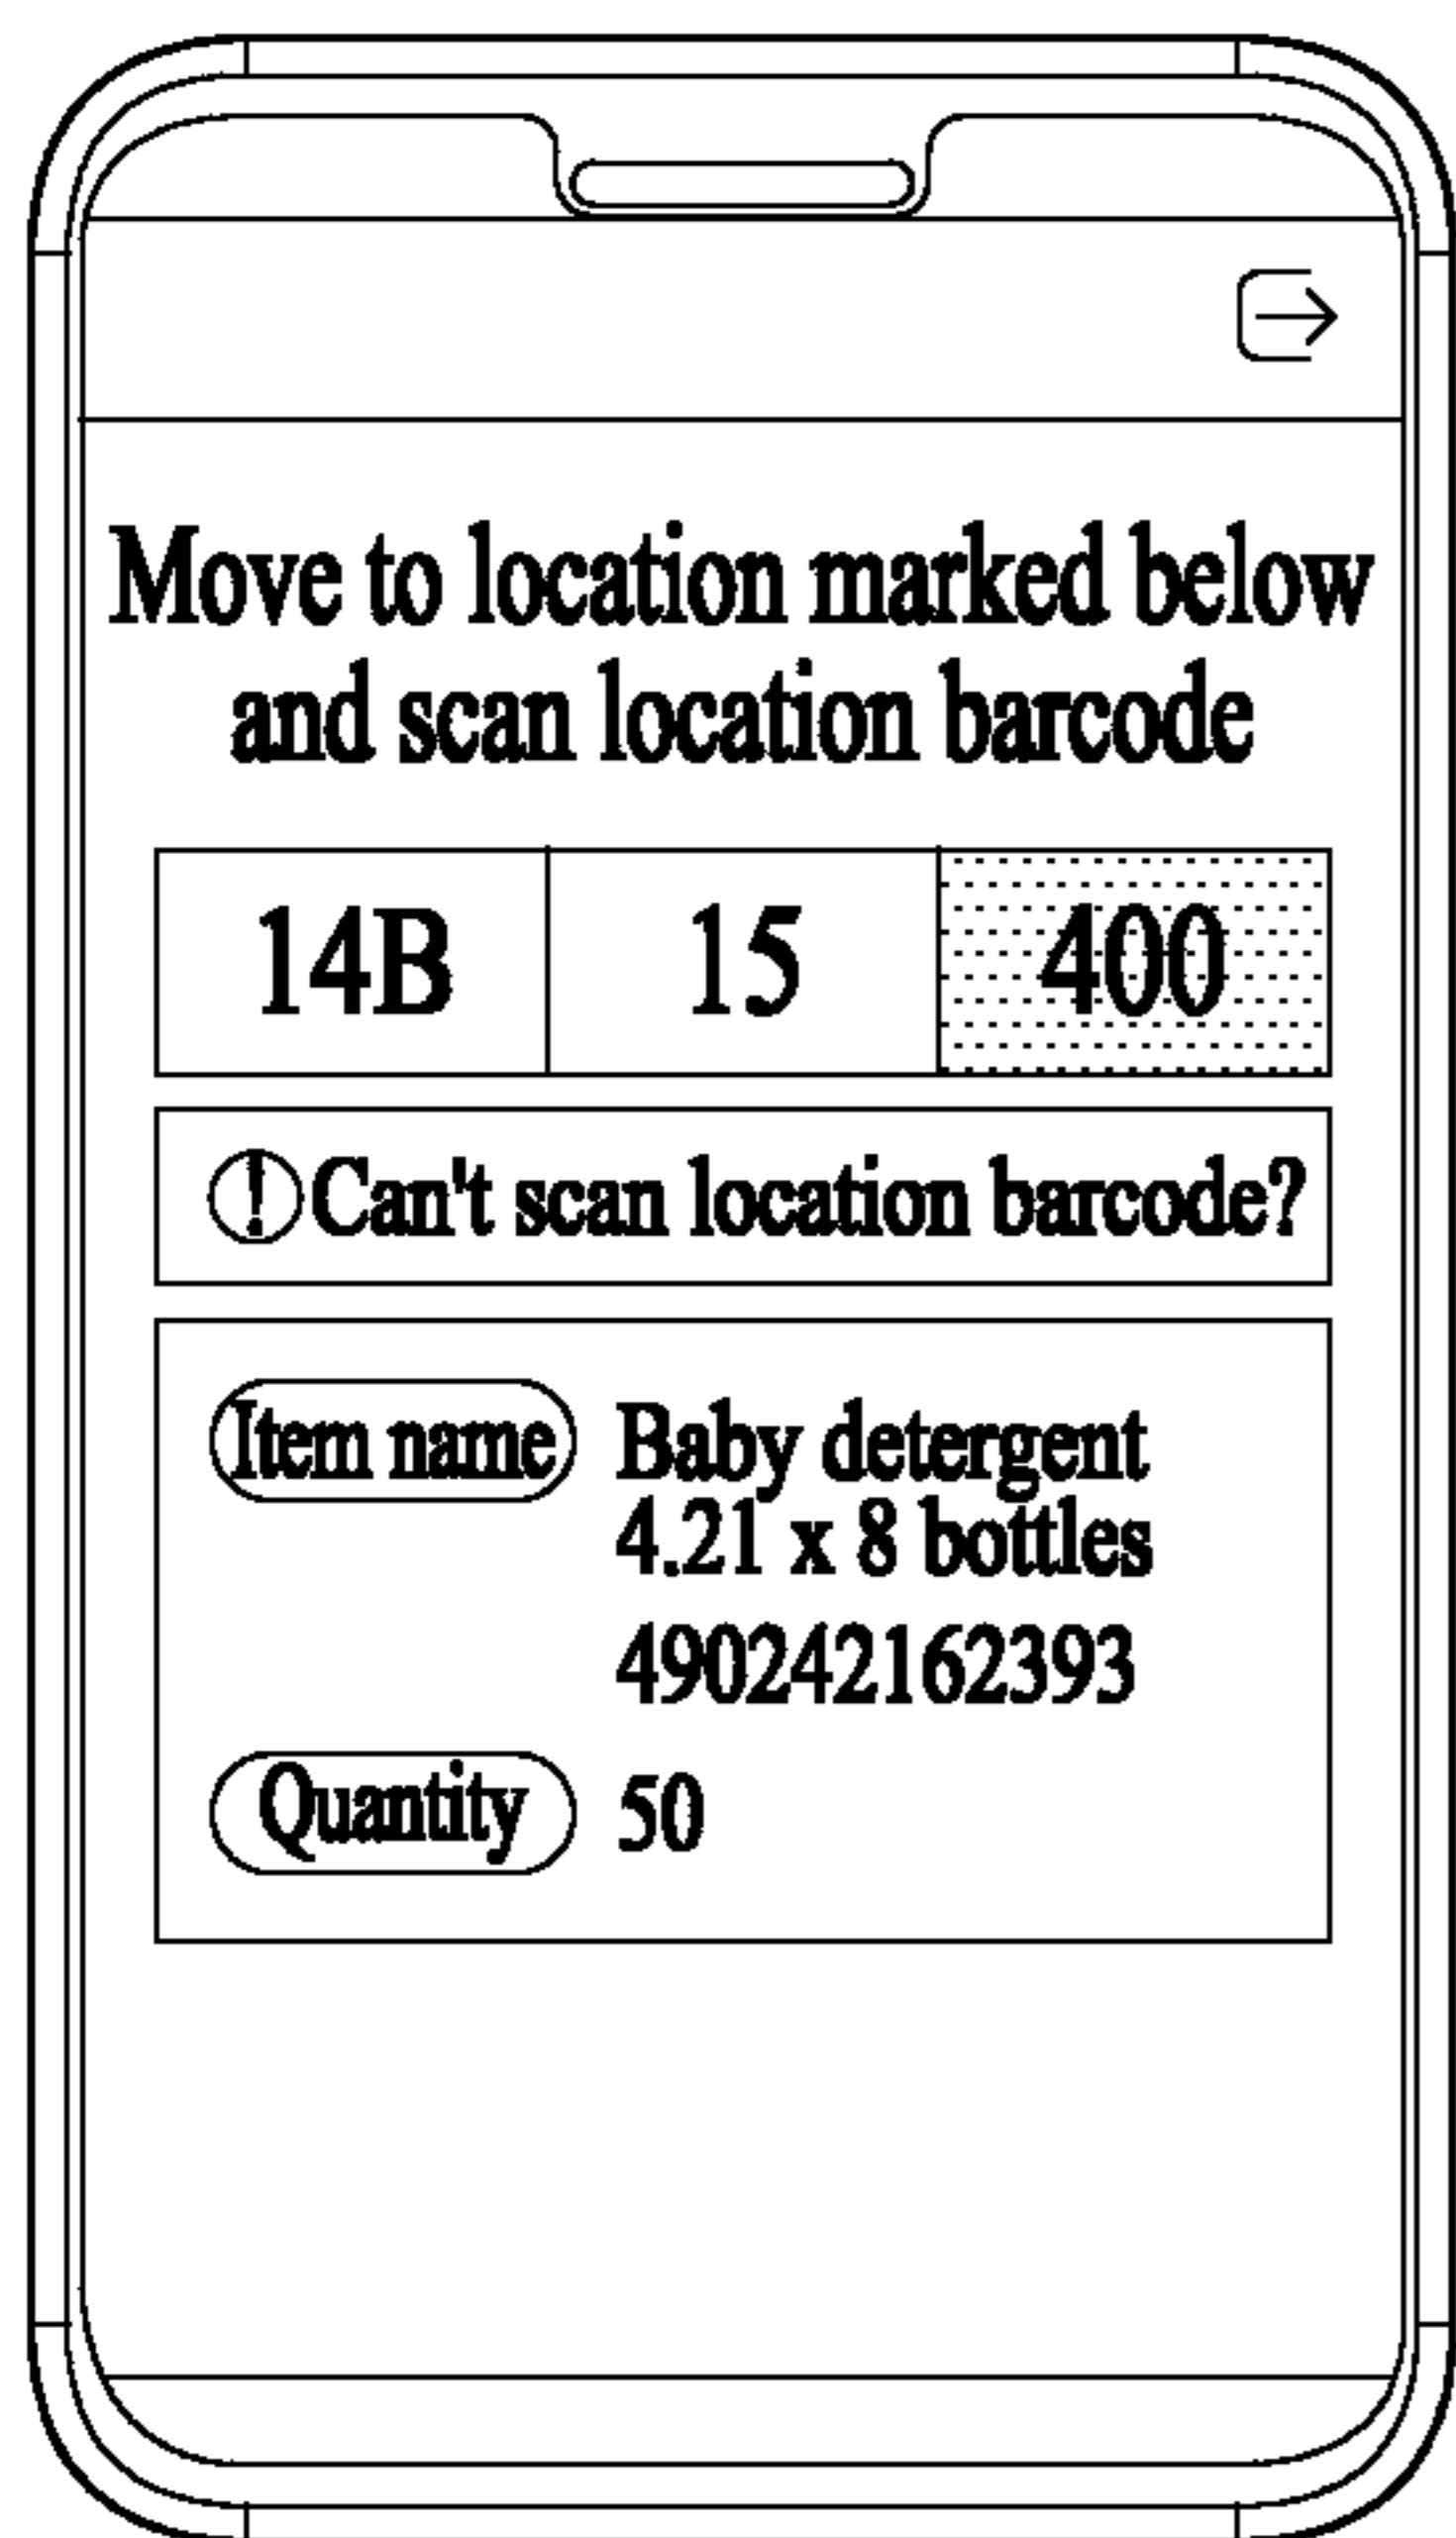 Move to location marked below
and scan location barcode
14B 15 400
! Can't scan location barcode?
Item name Baby detergent
4.21 x 8 bottles
490242162393
Quantity 50